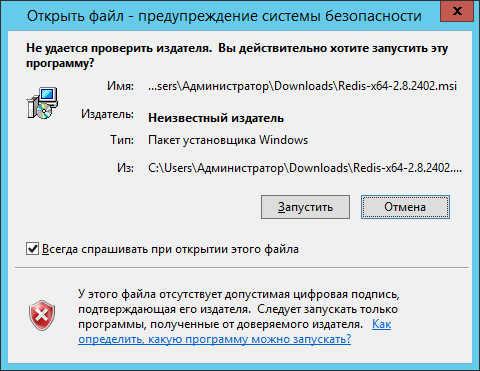 Открыть файл - предупреждение системы безопасности
x
Не удается проверить издателя. Вы действительно хотите запустить эту
программу?
Имя: ...sers\Администратор\Downloads\Redis-x64-2.8.2402.msi
Издатель: Неизвестный издатель
Тип: Пакет установщика Windows
Из: C:\Users\Администратор\Downloads\Redis-x64-2.8.2402....
Запустить Отмена
Всегда спрашивать при открытии этого файла
У этого файла отсутствует допустимая цифровая подпись,
подтверждающая его издателя. Следует запускать только
программы, полученные от доверяемого издателя. Как
определить, какую программу можно запускать?